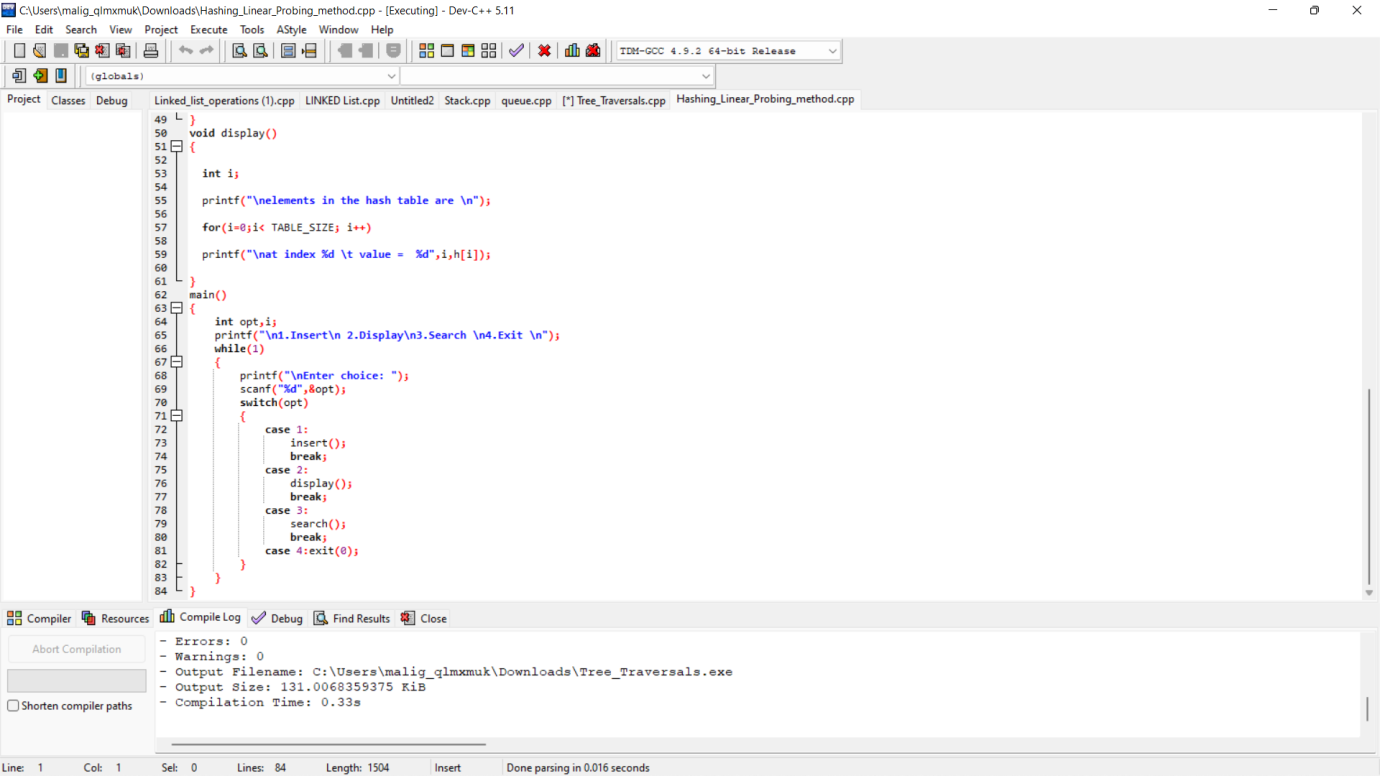 C:\Users\malig_qlmxmuk\Downloads\Hashing_Linear_Probing_method.cpp - [Executing] - Dev-C++ 5.11
File Edit Search View Project Execute Tools AStyle Window Help
TDM-GCC 4.9.2 64-bit Release
(globals)
Project Classes Debug
Linked_list_operations (1).cpp LINKED List.cpp Untitled2 Stack.cpp queue.cpp [*] Tree_Traversals.cpp Hashing_Linear_Probing_method.cpp
49 }
50 void display()
51 {
52
53 int i;
54
55 printf("\nelements in the hash table are \n");
56
57 for(i=0;i< TABLE_SIZE; i++)
58
59 printf("\nat index %d \t value =  %d",i,h[i]);
60
61 }
62 main()
63 {
64 int opt,i;
65 printf("\n1.Insert\n 2.Display\n3.Search \n4.Exit \n");
66 while(1)
67 {
68 printf("\nEnter choice: ");
69 scanf("%d",&opt);
70 switch(opt)
71 {
72 case 1:
73 insert();
74 break;
75 case 2:
76 display();
77 break;
78 case 3:
79 search();
80 break;
81 case 4:exit(0);
82 }
83 }
84 }
Compiler Resources Compile Log Debug Find Results Close
Abort Compilation
Shorten compiler paths
- Errors: 0
- Warnings: 0
- Output Filename: C:\Users\malig_qlmxmuk\Downloads\Tree_Traversals.exe
- Output Size: 131.0068359375 KiB
- Compilation Time: 0.33s
Line: 1 Col: 1 Sel: 0 Lines: 84 Length: 1504 Insert Done parsing in 0.016 seconds